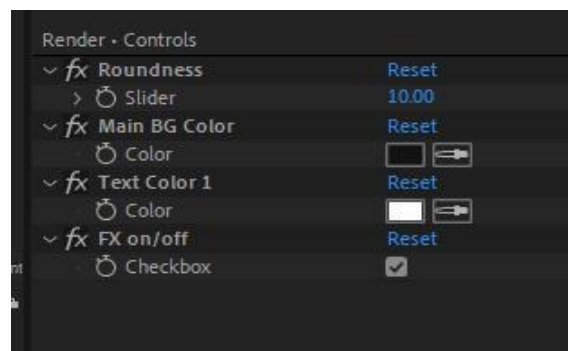 Render • Controls
fx Roundness Reset
Slider 10.00
fx Main BG Color Reset
Color
fx Text Color 1 Reset
Color
fx FX on/off Reset
Checkbox
nt